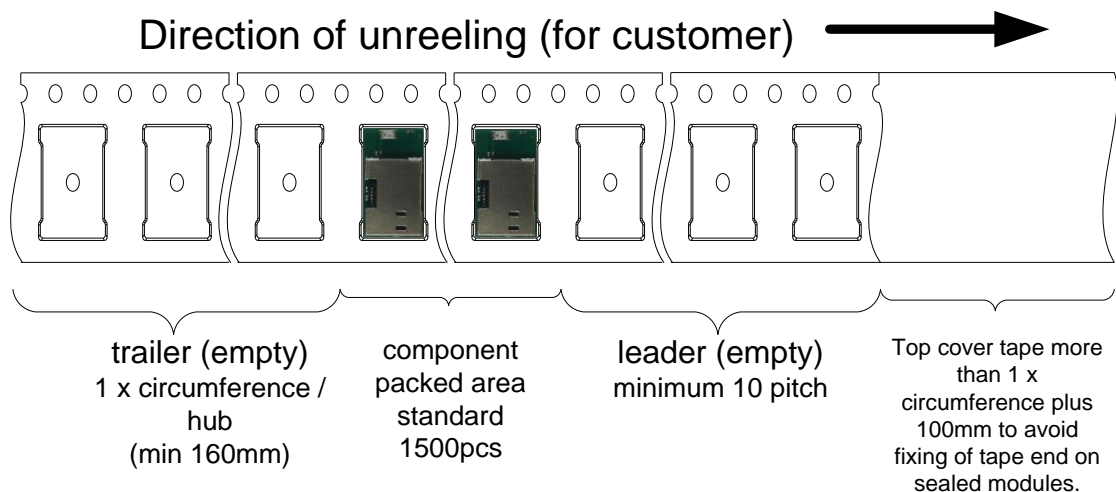 Direction of unreeling (for customer)
trailer (empty)
1 x circumference /
hub
(min 160mm)
component
packed area
standard
1500pcs
leader (empty)
minimum 10 pitch
Top cover tape more
than 1 x
circumference plus
100mm to avoid
fixing of tape end on
sealed modules.